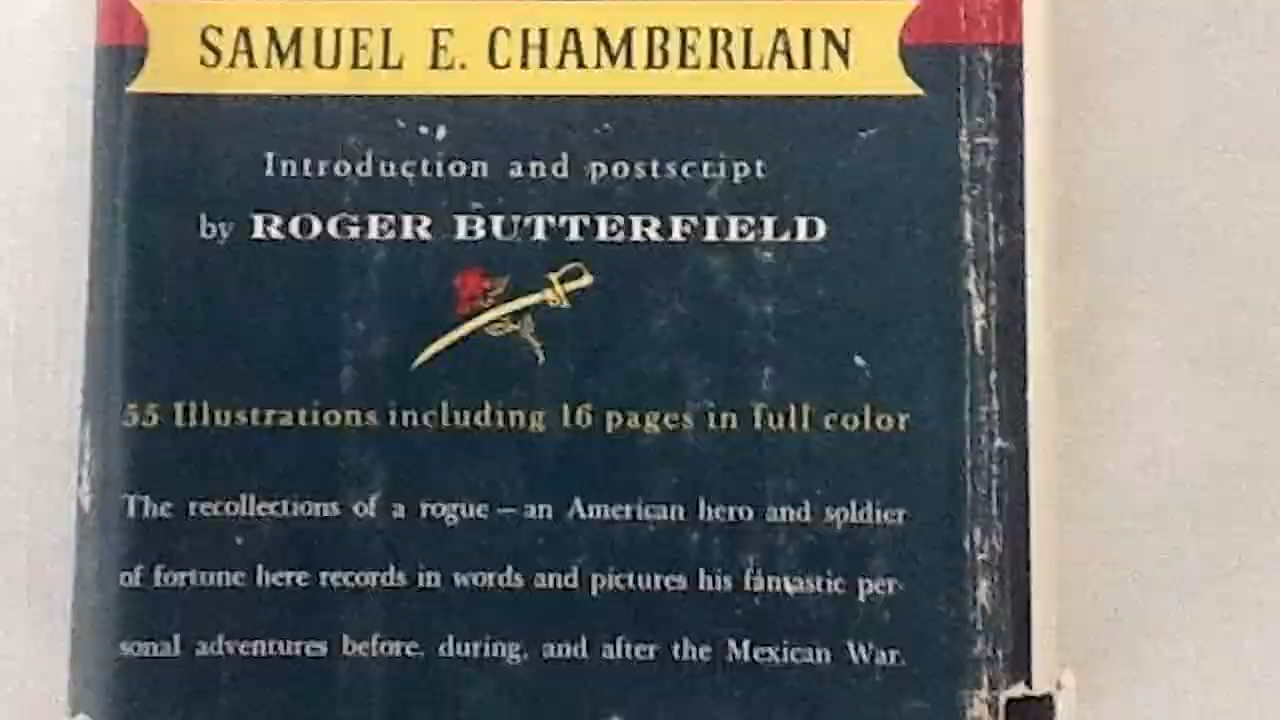 SAMUEL E. CHAMBERLAIN
Introduction and postscript
by ROGER BUTTERFIELD
55 Illustrations including 16 pages in full color
The recollections of a rogue – an American hero and soldier
of fortune here records in words and pictures his fantastic per-
sonal adventures before, during, and after the Mexican War.